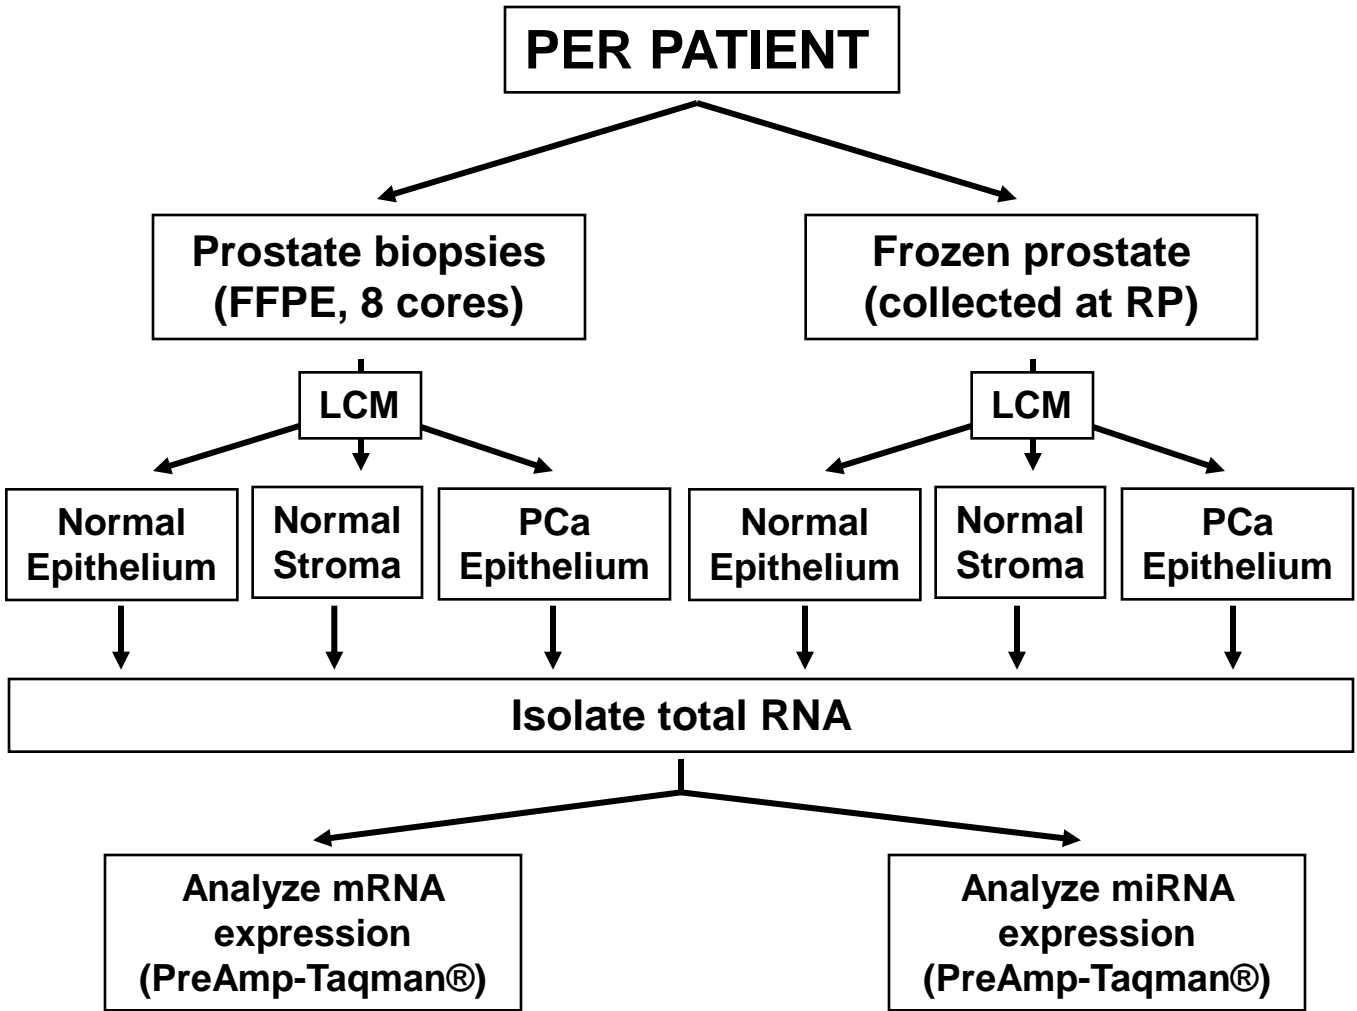 PER PATIENT
Prostate biopsies
(FFPE, 8 cores)
Frozen prostate
(collected at RP)
LCM
LCM
Normal
Epithelium
Normal
Stroma
PCa
Epithelium
Normal
Epithelium
Normal
Stroma
PCa
Epithelium
Isolate total RNA
Analyze mRNA
expression
(PreAmp-Taqman®)
Analyze miRNA
expression
(PreAmp-Taqman®)